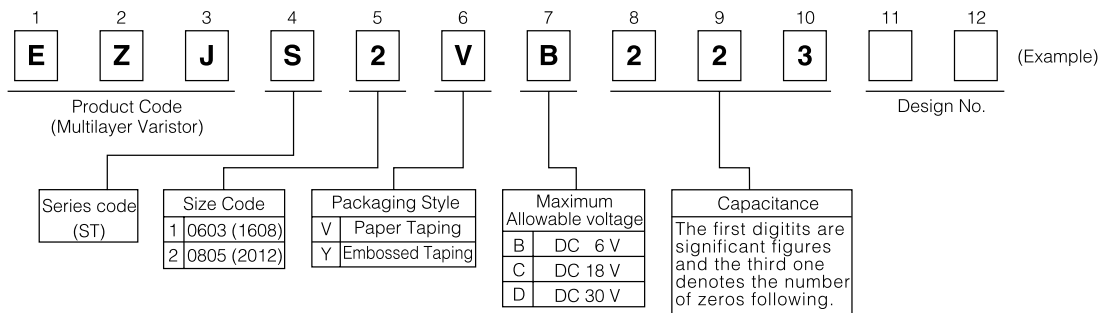 1 2 3 4 5 6 7 8 9 10 11 12
E Z J S 2 V B 2 2 3 (Example)
Product Code
(Multilayer Varistor)
Design No.
Series code
(ST)
Size Code
1 0603 (1608)
2 0805 (2012)
Packaging Style
V Paper Taping
Y Embossed Taping
Maximum
Allowable voltage
B DC 6 V
C DC 18 V
D DC 30 V
Capacitance
The first digitits are
significant figures
and the third one
denotes the number
of zeros following.